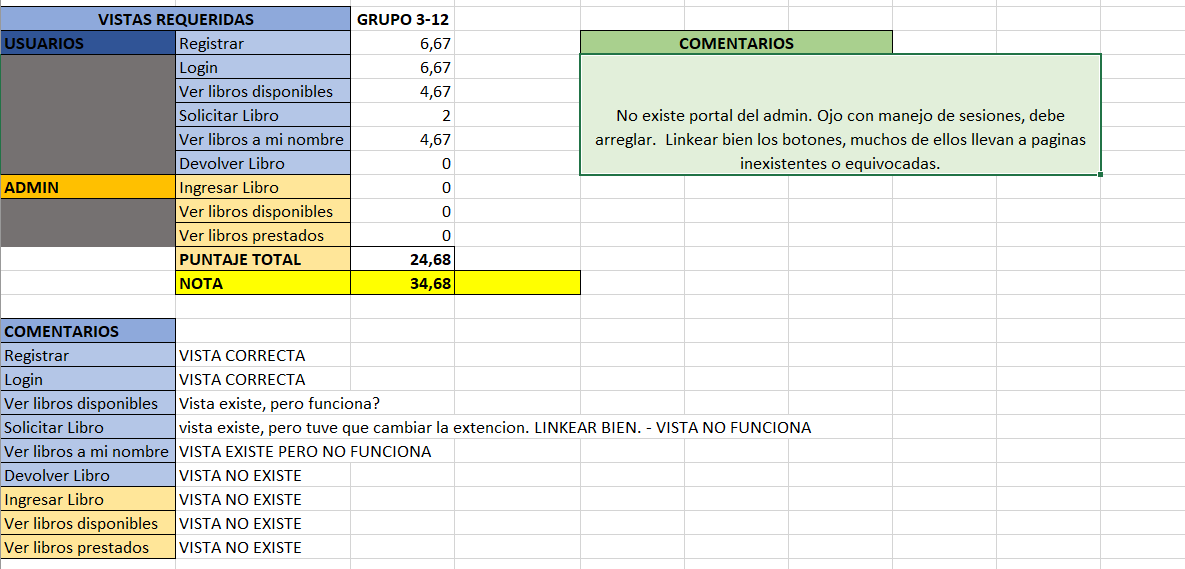 VISTAS REQUERIDAS GRUPO 3-12
USUARIOS Registrar 6,67
COMENTARIOS
Login 6,67
Ver libros disponibles 4,67
Solicitar Libro 2
Ver libros a mi nombre 4,67
Devolver Libro 0
No existe portal del admin. Ojo con manejo de sesiones, debe
arreglar.  Linkear bien los botones, muchos de ellos llevan a paginas
inexistentes o equivocadas.
ADMIN Ingresar Libro 0
Ver libros disponibles 0
Ver libros prestados 0
PUNTAJE TOTAL 24,68
NOTA 34,68
COMENTARIOS
Registrar VISTA CORRECTA
Login VISTA CORRECTA
Ver libros disponibles Vista existe, pero funciona?
Solicitar Libro vista existe, pero tuve que cambiar la extencion. LINKEAR BIEN. - VISTA NO FUNCIONA
Ver libros a mi nombre VISTA EXISTE PERO NO FUNCIONA
Devolver Libro VISTA NO EXISTE
Ingresar Libro VISTA NO EXISTE
Ver libros disponibles VISTA NO EXISTE
Ver libros prestados VISTA NO EXISTE